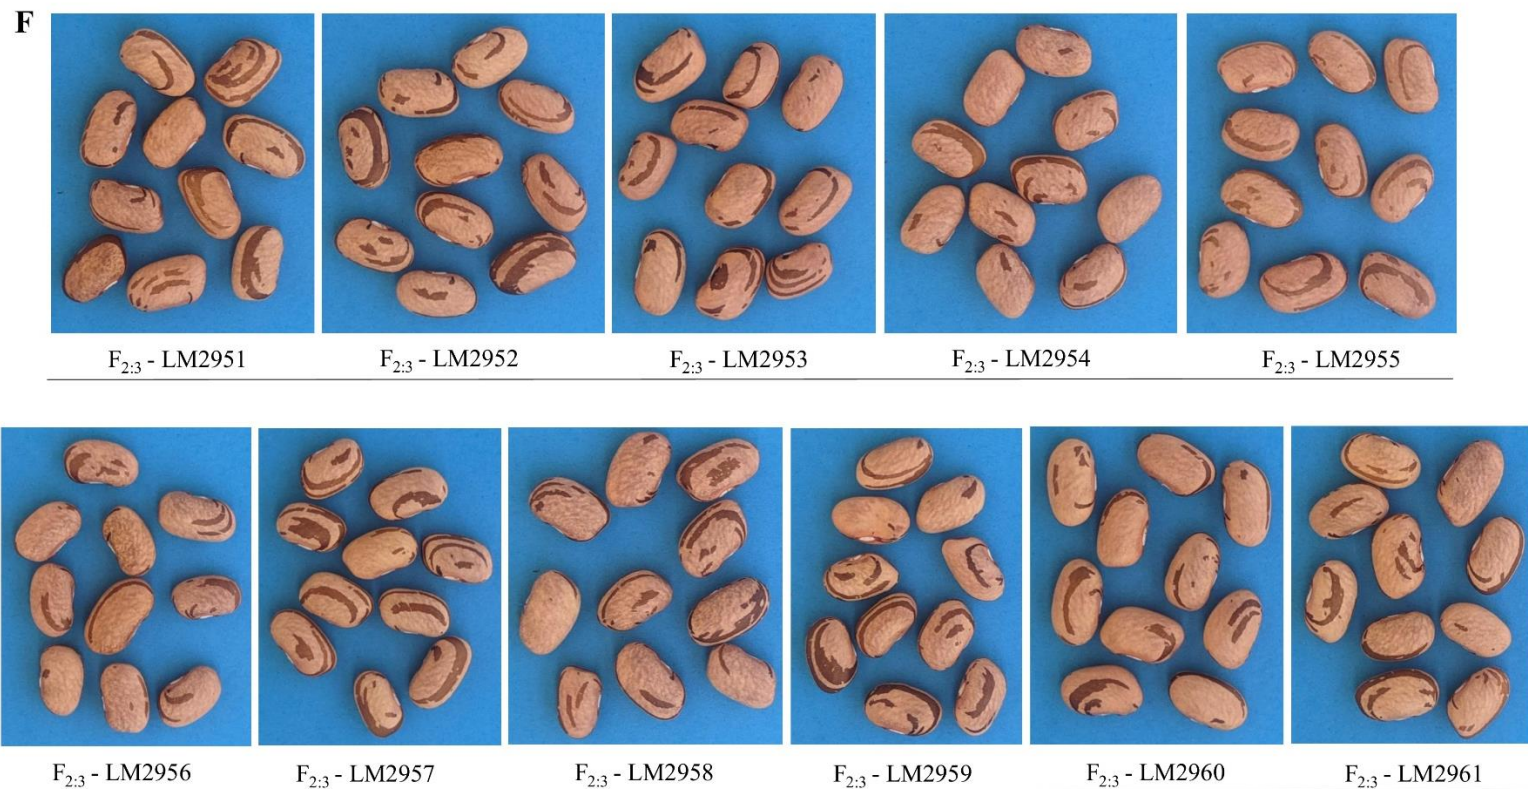 F
F2:3 - LM2951
F2:3 - LM2952
F2:3 - LM2953
F2:3 - LM2954
F2:3 - LM2955
F2:3 - LM2956
F2:3 - LM2957
F2:3 - LM2958
F2:3 - LM2959
F2:3 - LM2960
F2:3 - LM2961